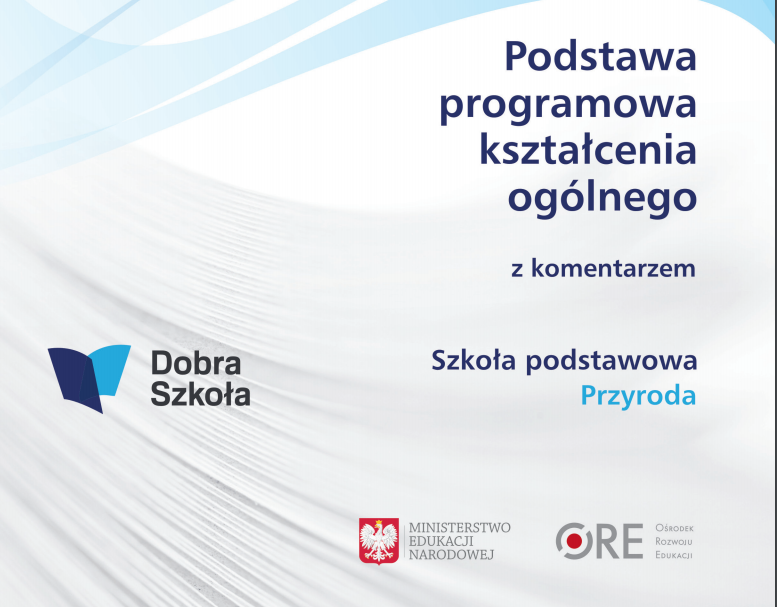 Podstawa
programowa
kształcenia
ogólnego
z komentarzem
Dobra
Szkoła
Szkoła podstawowa
Przyroda
MINISTERSTWO
EDUKACJI
NARODOWEJ
ORE
Ośrodek
Rozwoju
Edukacji